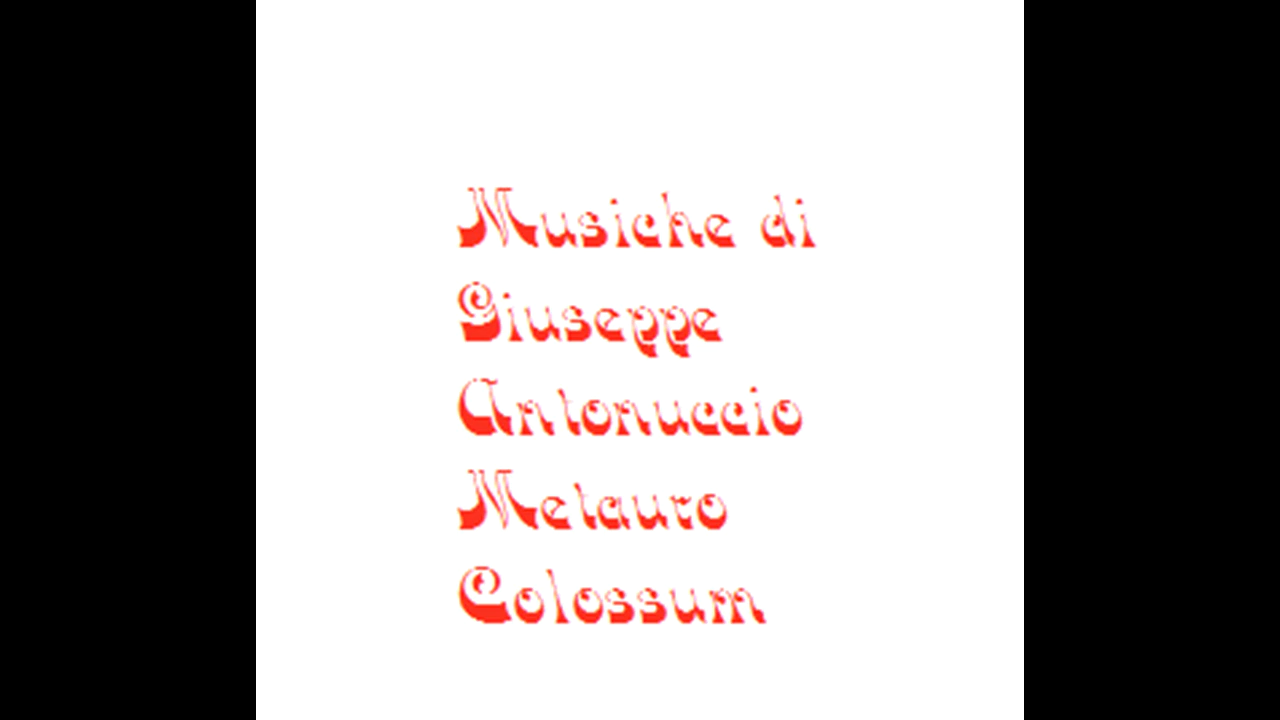 Musiche di
Giuseppe
Antonuccio
Metauro
Colossum